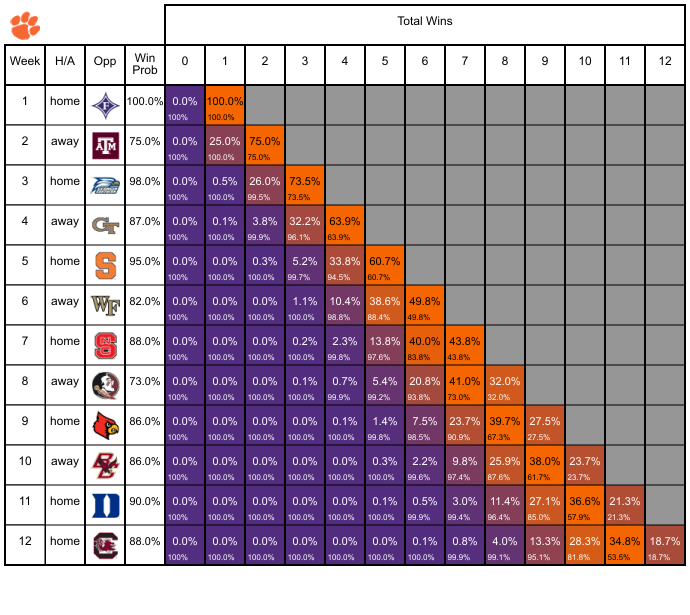 Total Wins
Week H/A Opp Win Prob 0 1 2 3 4 5 6 7 8 9 10 11 12
1 home F 100.0% 0.0% 100.0%
100% 100.0%
2 away ATM 75.0% 0.0% 25.0% 75.0%
100% 100.0% 75.0%
3 home 98.0% 0.0% 0.5% 26.0% 73.5%
100% 100.0% 99.5% 73.5%
4 away GT 87.0% 0.0% 0.1% 3.8% 32.2% 63.9%
100% 100.0% 99.9% 96.1% 63.9%
5 home S 95.0% 0.0% 0.0% 0.3% 5.2% 33.8% 60.7%
100% 100.0% 100.0% 99.7% 94.5% 60.7%
6 away WF 82.0% 0.0% 0.0% 0.0% 1.1% 10.4% 38.6% 49.8%
100% 100.0% 100.0% 100.0% 98.8% 88.4% 49.8%
7 home S 88.0% 0.0% 0.0% 0.0% 0.2% 2.3% 13.8% 40.0% 43.8%
100% 100.0% 100.0% 100.0% 99.8% 97.6% 83.8% 43.8%
8 away 73.0% 0.0% 0.0% 0.0% 0.1% 0.7% 5.4% 20.8% 41.0% 32.0%
100% 100.0% 100.0% 100.0% 99.9% 99.2% 93.8% 73.0% 32.0%
9 home 86.0% 0.0% 0.0% 0.0% 0.0% 0.1% 1.4% 7.5% 23.7% 39.7% 27.5%
100% 100.0% 100.0% 100.0% 100.0% 99.8% 98.5% 90.9% 67.3% 27.5%
10 away BC 86.0% 0.0% 0.0% 0.0% 0.0% 0.0% 0.3% 2.2% 9.8% 25.9% 38.0% 23.7%
100% 100.0% 100.0% 100.0% 100.0% 100.0% 99.6% 97.4% 87.6% 61.7% 23.7%
11 home D 90.0% 0.0% 0.0% 0.0% 0.0% 0.0% 0.1% 0.5% 3.0% 11.4% 27.1% 36.6% 21.3%
100% 100.0% 100.0% 100.0% 100.0% 100.0% 99.9% 99.4% 96.4% 85.0% 57.9% 21.3%
12 home C 88.0% 0.0% 0.0% 0.0% 0.0% 0.0% 0.0% 0.1% 0.8% 4.0% 13.3% 28.3% 34.8% 18.7%
100% 100.0% 100.0% 100.0% 100.0% 100.0% 100.0% 99.9% 99.1% 95.1% 81.8% 53.5% 18.7%